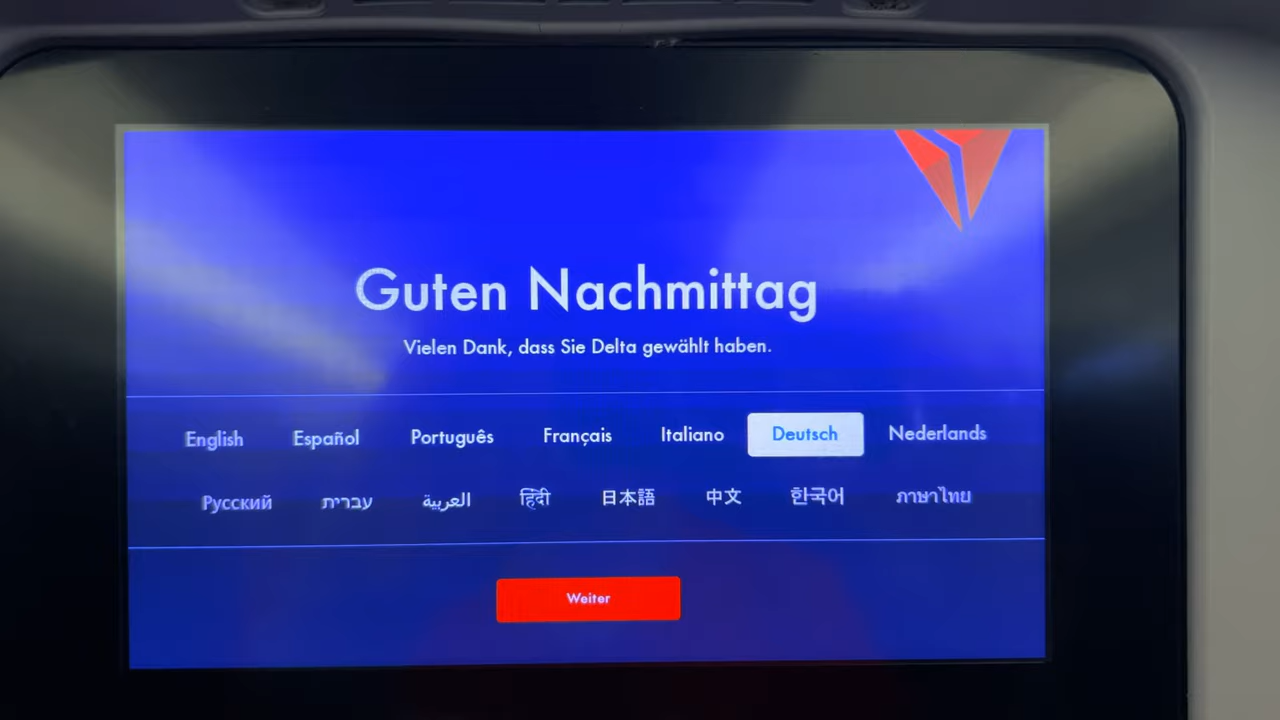 Guten Nachmittag
Vielen Dank, dass Sie Delta gewählt haben.
English Español Português Français Italiano Deutsch Nederlands
Русский עברית العربية हिंदी 日本語 中文 한국어 ภาษาไทย
Weiter